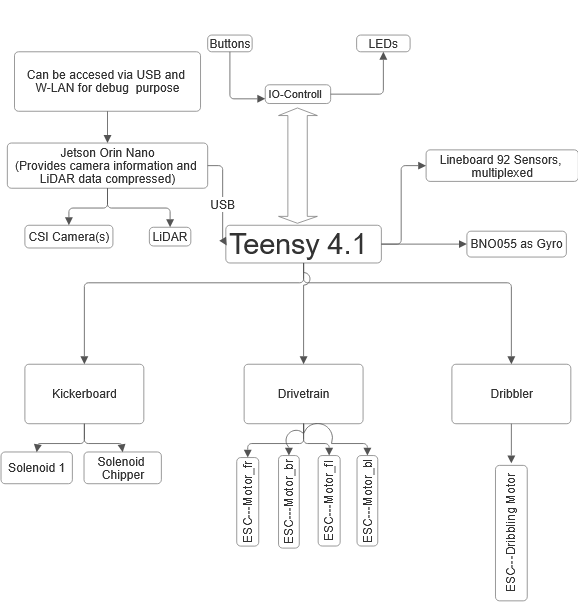 Buttons
LEDs
Can be accesed via USB and
W-LAN for debug purpose
IO-Controll
Jetson Orin Nano
(Provides camera information and
LiDAR data compressed)
Lineboard 92 Sensors,
multiplexed
USB
CSI Camera(s)
LiDAR
Teensy 4.1
BNO055 as Gyro
Kickerboard
Drivetrain
Dribbler
Solenoid 1
Solenoid
Chipper
ESC---Motor_fr
ESC---Motor_br
ESC---Motor_fl
ESC---Motor_bl
ESC---Dribbling Motor